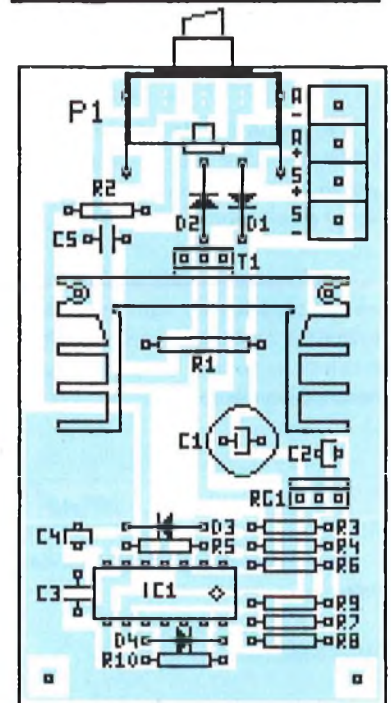 A
-
P1
A
+
S
+
R2
S
-
C5
D2
D1
T1
R1
C1
C2
RG1
C4
D3
R3
R5
R4
R6
C3
IC1
R9
R7
D4
R8
R10